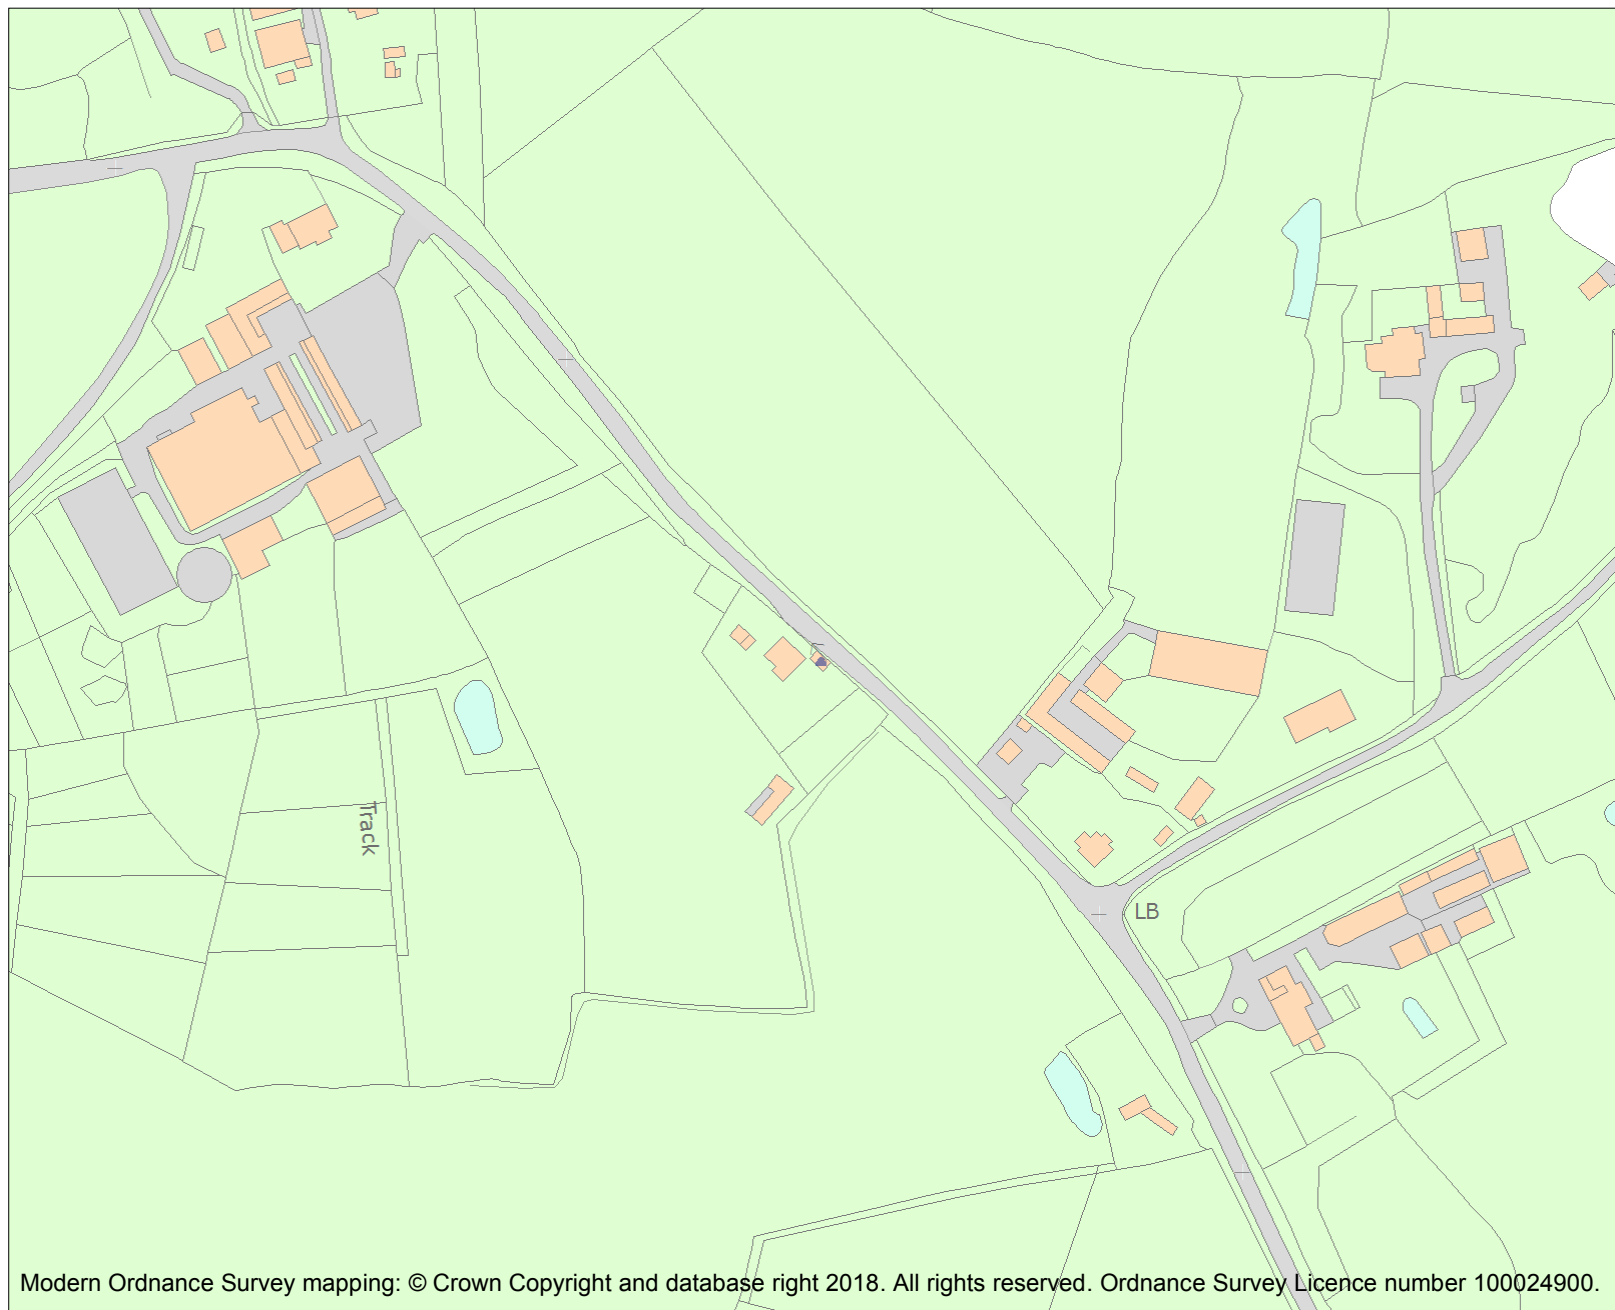 Track
LB
Modern Ordnance Survey mapping: © Crown Copyright and database right 2018. All rights reserved. Ordnance Survey Licence number 100024900.